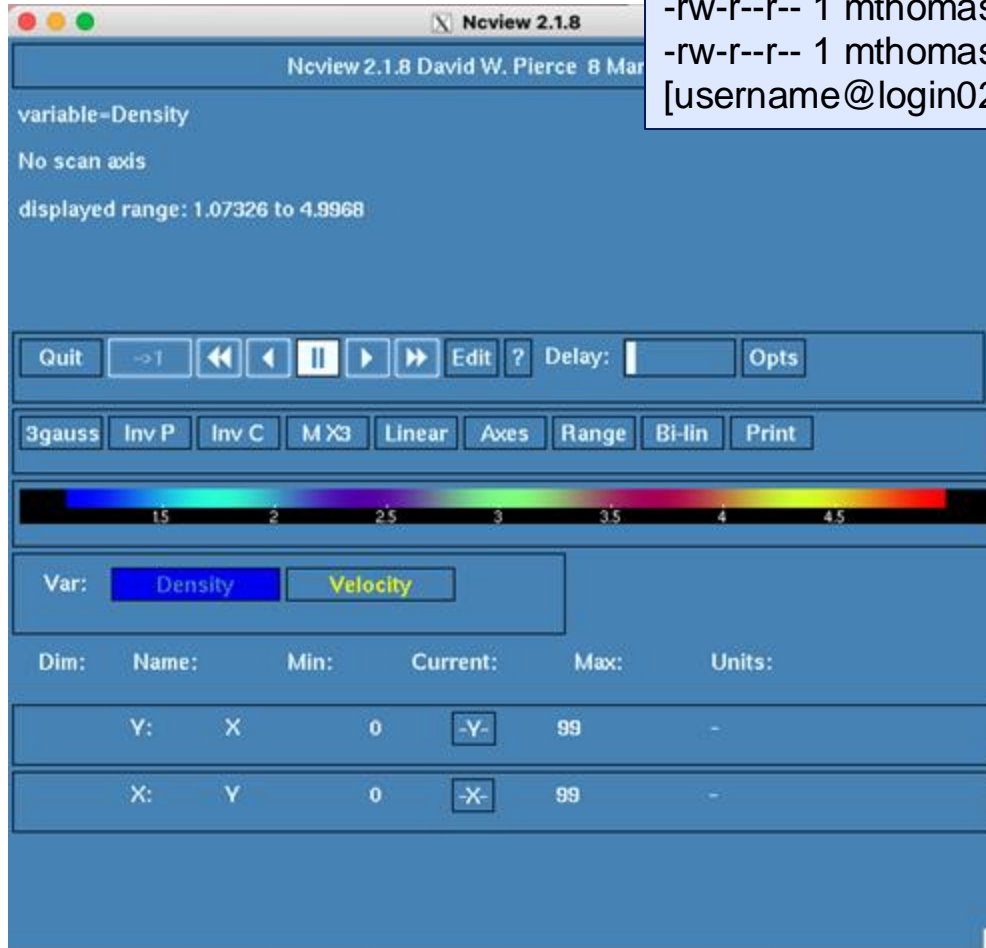 Ncview 2.1.8
-rw-r--r-- 1 mthomas
-rw-r--r-- 1 mthomas
[username@login02
Ncview 2.1.8 David W. Pierce 8 Mar
variable=Density
No scan axis
displayed range: 1.07326 to 4.9968
Quit ->1 Edit ? Delay: Opts
3gauss Inv P Inv C M X3 Linear Axes Range Bi-lin Print
1.5 2 2.5 3 3.5 4 4.5
Var: Density Velocity
Dim: Name: Min: Current: Max: Units:
Y: X 0 -Y- 99 -
X: Y 0 -X- 99 -